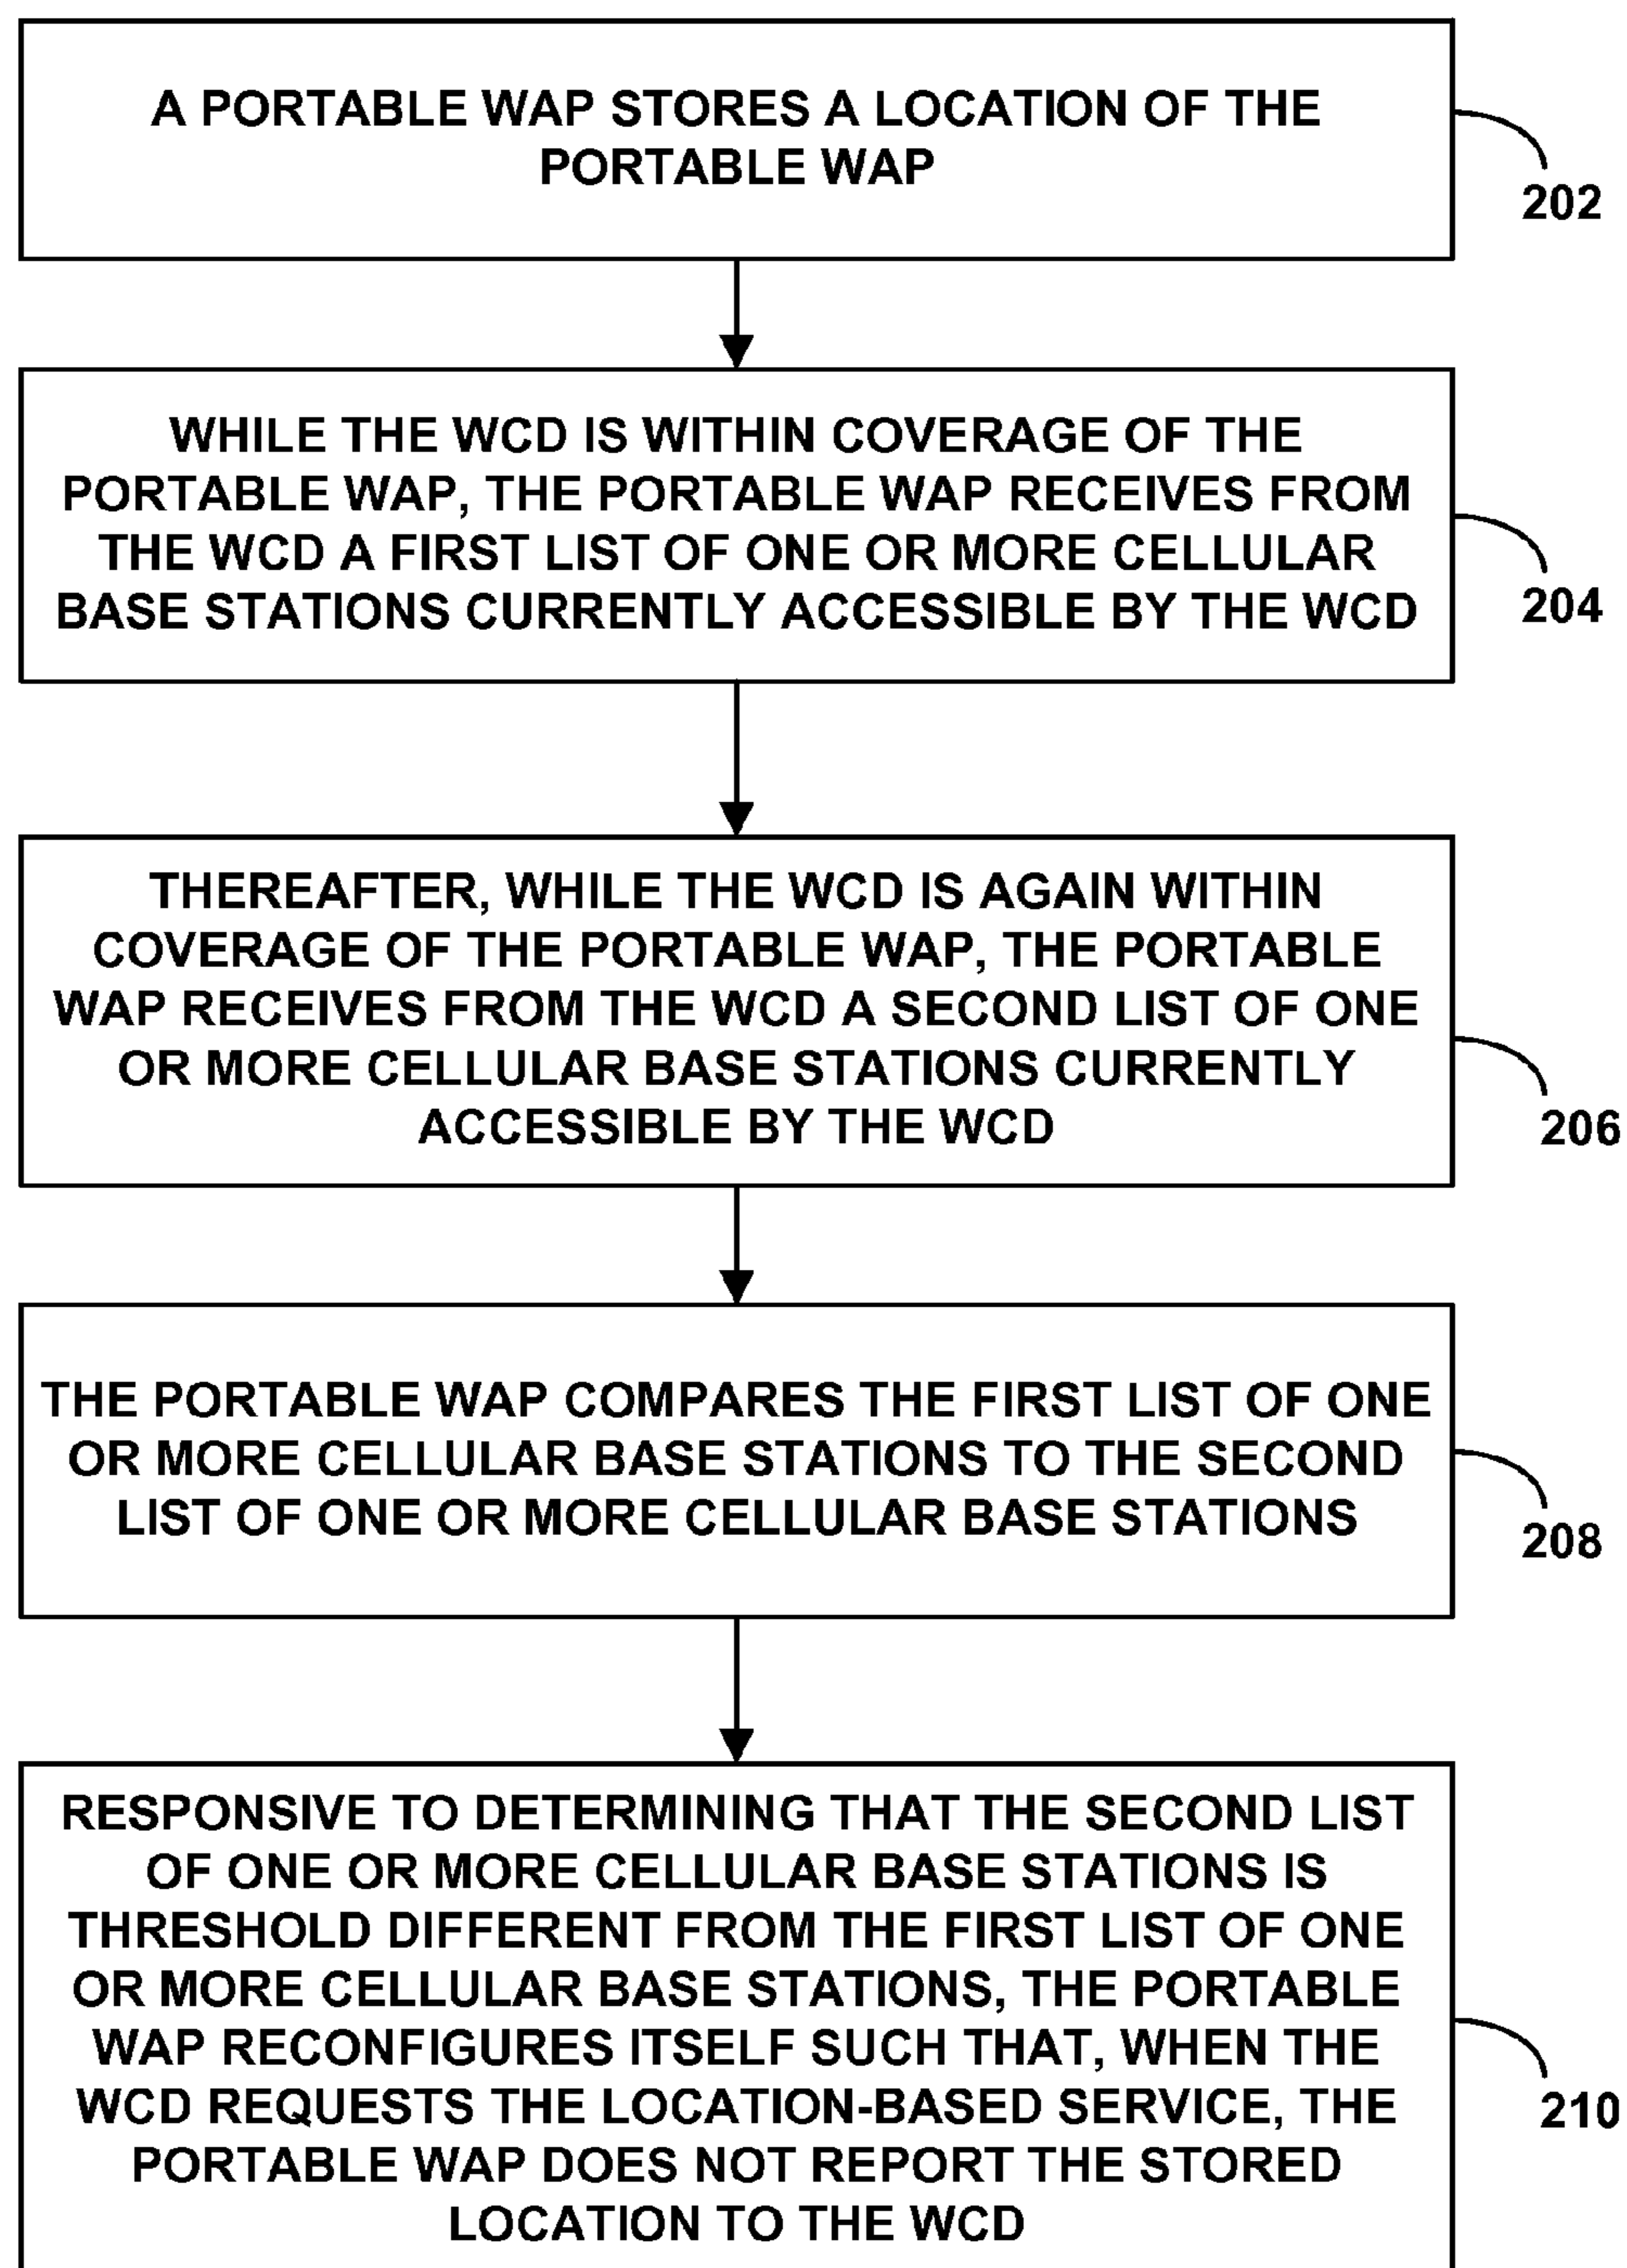 A PORTABLE WAP STORES A LOCATION OF THE
PORTABLE WAP
202
WHILE THE WCD IS WITHIN COVERAGE OF THE
PORTABLE WAP, THE PORTABLE WAP RECEIVES FROM
THE WCD A FIRST LIST OF ONE OR MORE CELLULAR
BASE STATIONS CURRENTLY ACCESSIBLE BY THE WCD
204
THEREAFTER, WHILE THE WCD IS AGAIN WITHIN
COVERAGE OF THE PORTABLE WAP, THE PORTABLE
WAP RECEIVES FROM THE WCD A SECOND LIST OF ONE
OR MORE CELLULAR BASE STATIONS CURRENTLY
ACCESSIBLE BY THE WCD
206
THE PORTABLE WAP COMPARES THE FIRST LIST OF ONE
OR MORE CELLULAR BASE STATIONS TO THE SECOND
LIST OF ONE OR MORE CELLULAR BASE STATIONS
208
RESPONSIVE TO DETERMINING THAT THE SECOND LIST
OF ONE OR MORE CELLULAR BASE STATIONS IS
THRESHOLD DIFFERENT FROM THE FIRST LIST OF ONE
OR MORE CELLULAR BASE STATIONS, THE PORTABLE
WAP RECONFIGURES ITSELF SUCH THAT, WHEN THE
WCD REQUESTS THE LOCATION-BASED SERVICE, THE
PORTABLE WAP DOES NOT REPORT THE STORED
LOCATION TO THE WCD
210